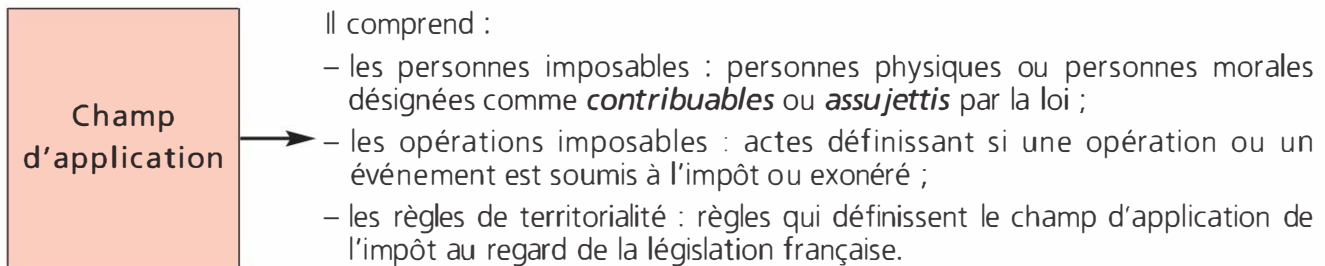 Champ
d'application
Il comprend :
– les personnes imposables : personnes physiques ou personnes morales
désignées comme contribuables ou assujettis par la loi ;
– les opérations imposables : actes définissant si une opération ou un
événement est soumis à l'impôt ou exonéré ;
– les règles de territorialité : règles qui définissent le champ d'application de
l'impôt au regard de la législation française.